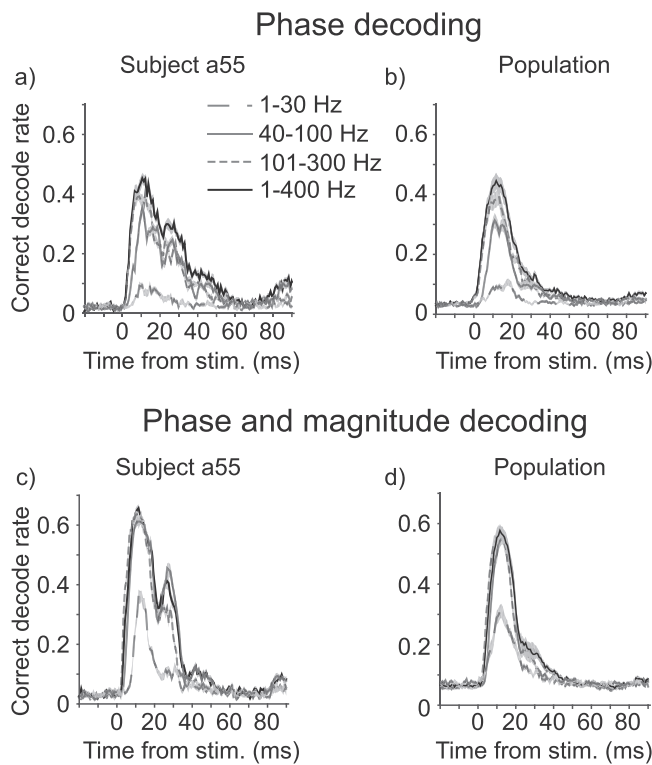 Phase decoding
Subject a55
Population
a)
b)
1-30 Hz
40-100 Hz
101-300 Hz
1-400 Hz
Correct decode rate
0.6
0.4
0.2
0
0 20 40 60 80
Time from stim. (ms)
0.6
0.4
0.2
0
0 20 40 60 80
Time from stim. (ms)
Phase and magnitude decoding
Subject a55
Population
c)
d)
Correct decode rate
0.6
0.4
0.2
0
0 20 40 60 80
Time from stim. (ms)
0.6
0.4
0.2
0
0 20 40 60 80
Time from stim. (ms)